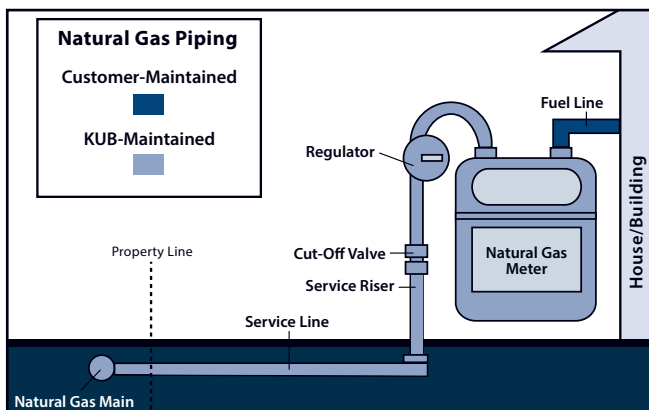 Natural Gas Piping
Customer-Maintained
KUB-Maintained
Fuel Line
Regulator
House/Building
Property Line
Cut-Off Valve
Natural Gas
Meter
Service Riser
Service Line
Natural Gas Main